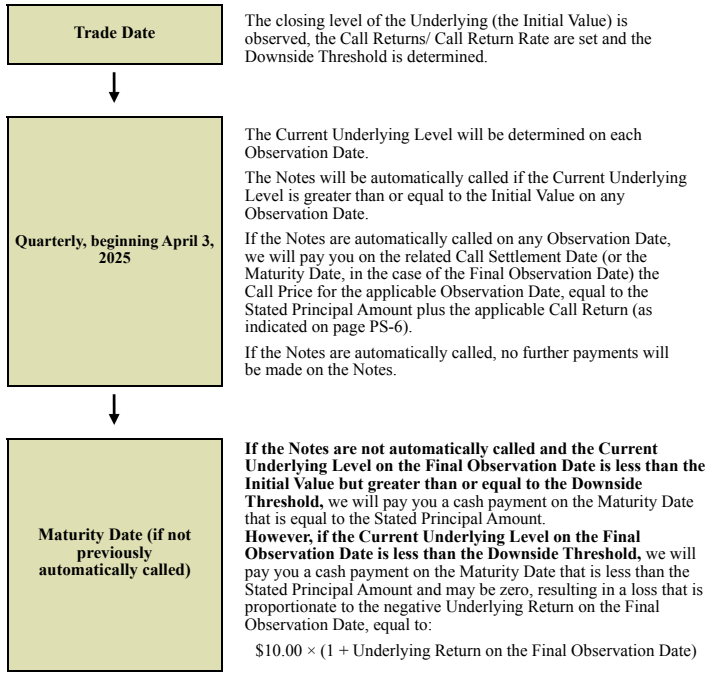 Trade Date
The closing level of the Underlying (the Initial Value) is
observed, the Call Returns/ Call Return Rate are set and the
Downside Threshold is determined.
Quarterly, beginning April 3,
2025
The Current Underlying Level will be determined on each
Observation Date.
The Notes will be automatically called if the Current Underlying
Level is greater than or equal to the Initial Value on any
Observation Date.
If the Notes are automatically called on any Observation Date,
we will pay you on the related Call Settlement Date (or the
Maturity Date, in the case of the Final Observation Date) the
Call Price for the applicable Observation Date, equal to the
Stated Principal Amount plus the applicable Call Return (as
indicated on page PS-6).
If the Notes are automatically called, no further payments will
be made on the Notes.
Maturity Date (if not
previously
automatically called)
If the Notes are not automatically called and the Current
Underlying Level on the Final Observation Date is less than the
Initial Value but greater than or equal to the Downside
Threshold, we will pay you a cash payment on the Maturity Date
that is equal to the Stated Principal Amount.
However, if the Current Underlying Level on the Final
Observation Date is less than the Downside Threshold, we will
pay you a cash payment on the Maturity Date that is less than the
Stated Principal Amount and may be zero, resulting in a loss that is
proportionate to the negative Underlying Return on the Final
Observation Date, equal to:
$10.00 × (1 + Underlying Return on the Final Observation Date)